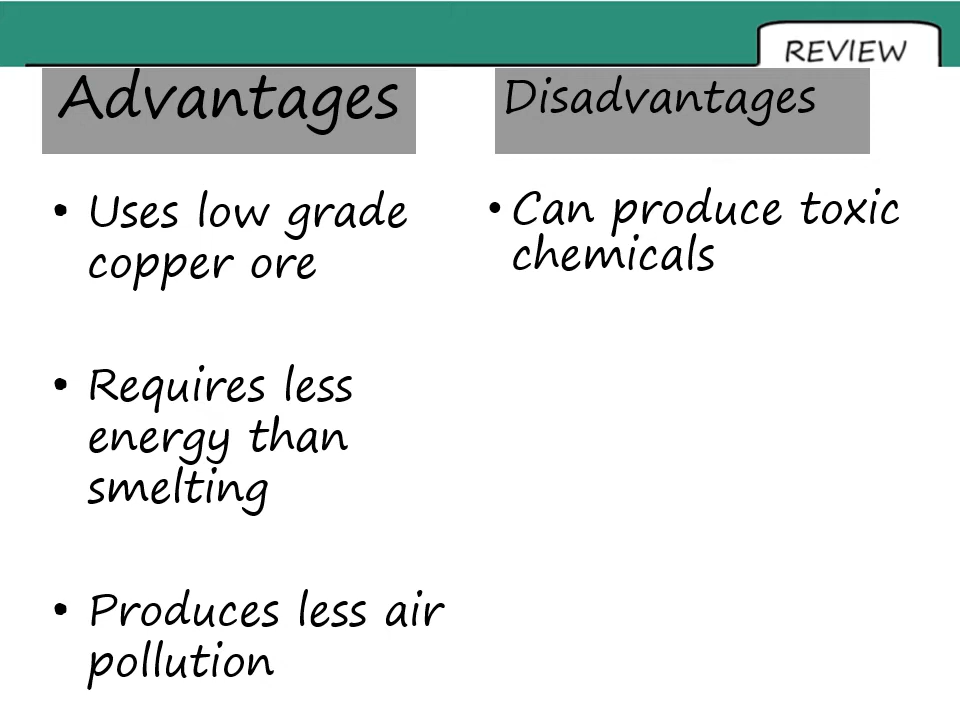 REVIEW
Advantages
• Uses low grade
copper ore
• Requires less
energy than
smelting
• Produces less air
pollution
Disadvantages
• Can produce toxic
chemicals